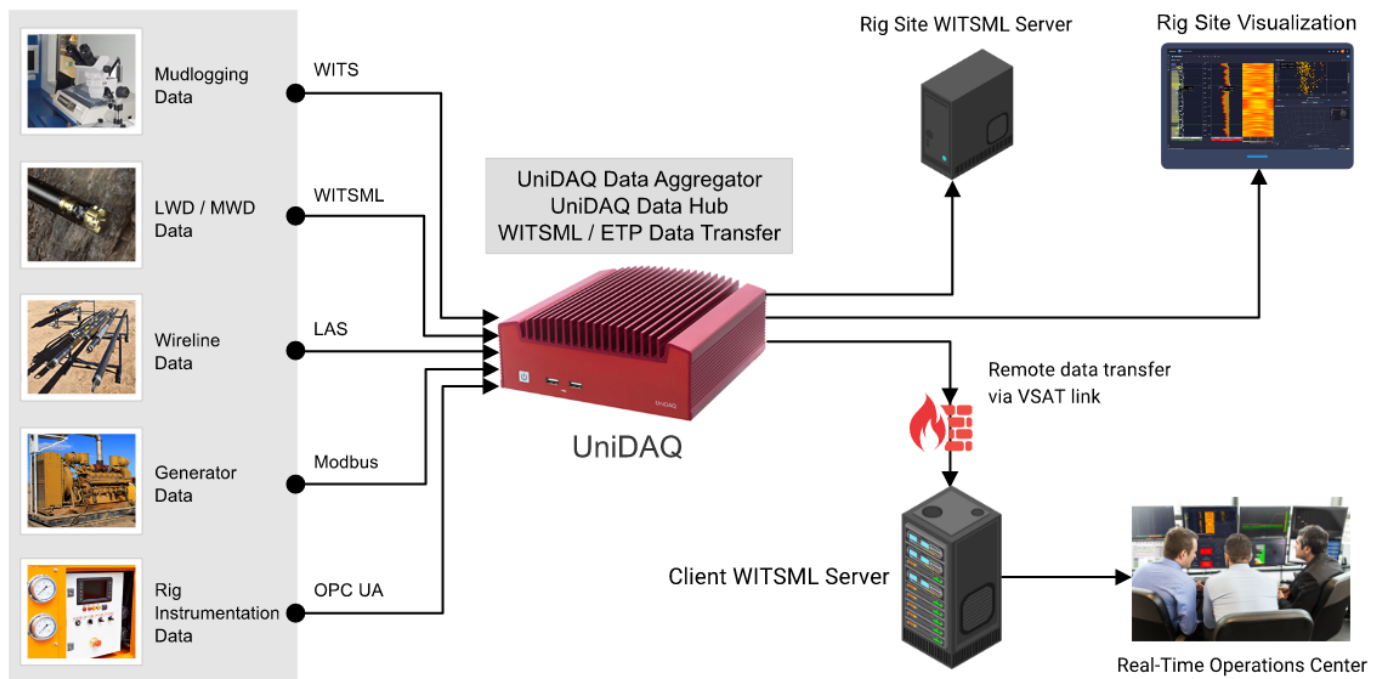 Mudlogging
Data
WITS
LWD / MWD
Data
WITSML
Wireline
Data
LAS
Generator
Data
Modbus
Rig
Instrumentation
Data
OPC UA
UniDAQ Data Aggregator
UniDAQ Data Hub
WITSML / ETP Data Transfer
UniDAQ
UniDAQ
Rig Site WITSML Server
Rig Site Visualization
Remote data transfer
via VSAT link
Client WITSML Server
Real-Time Operations Center